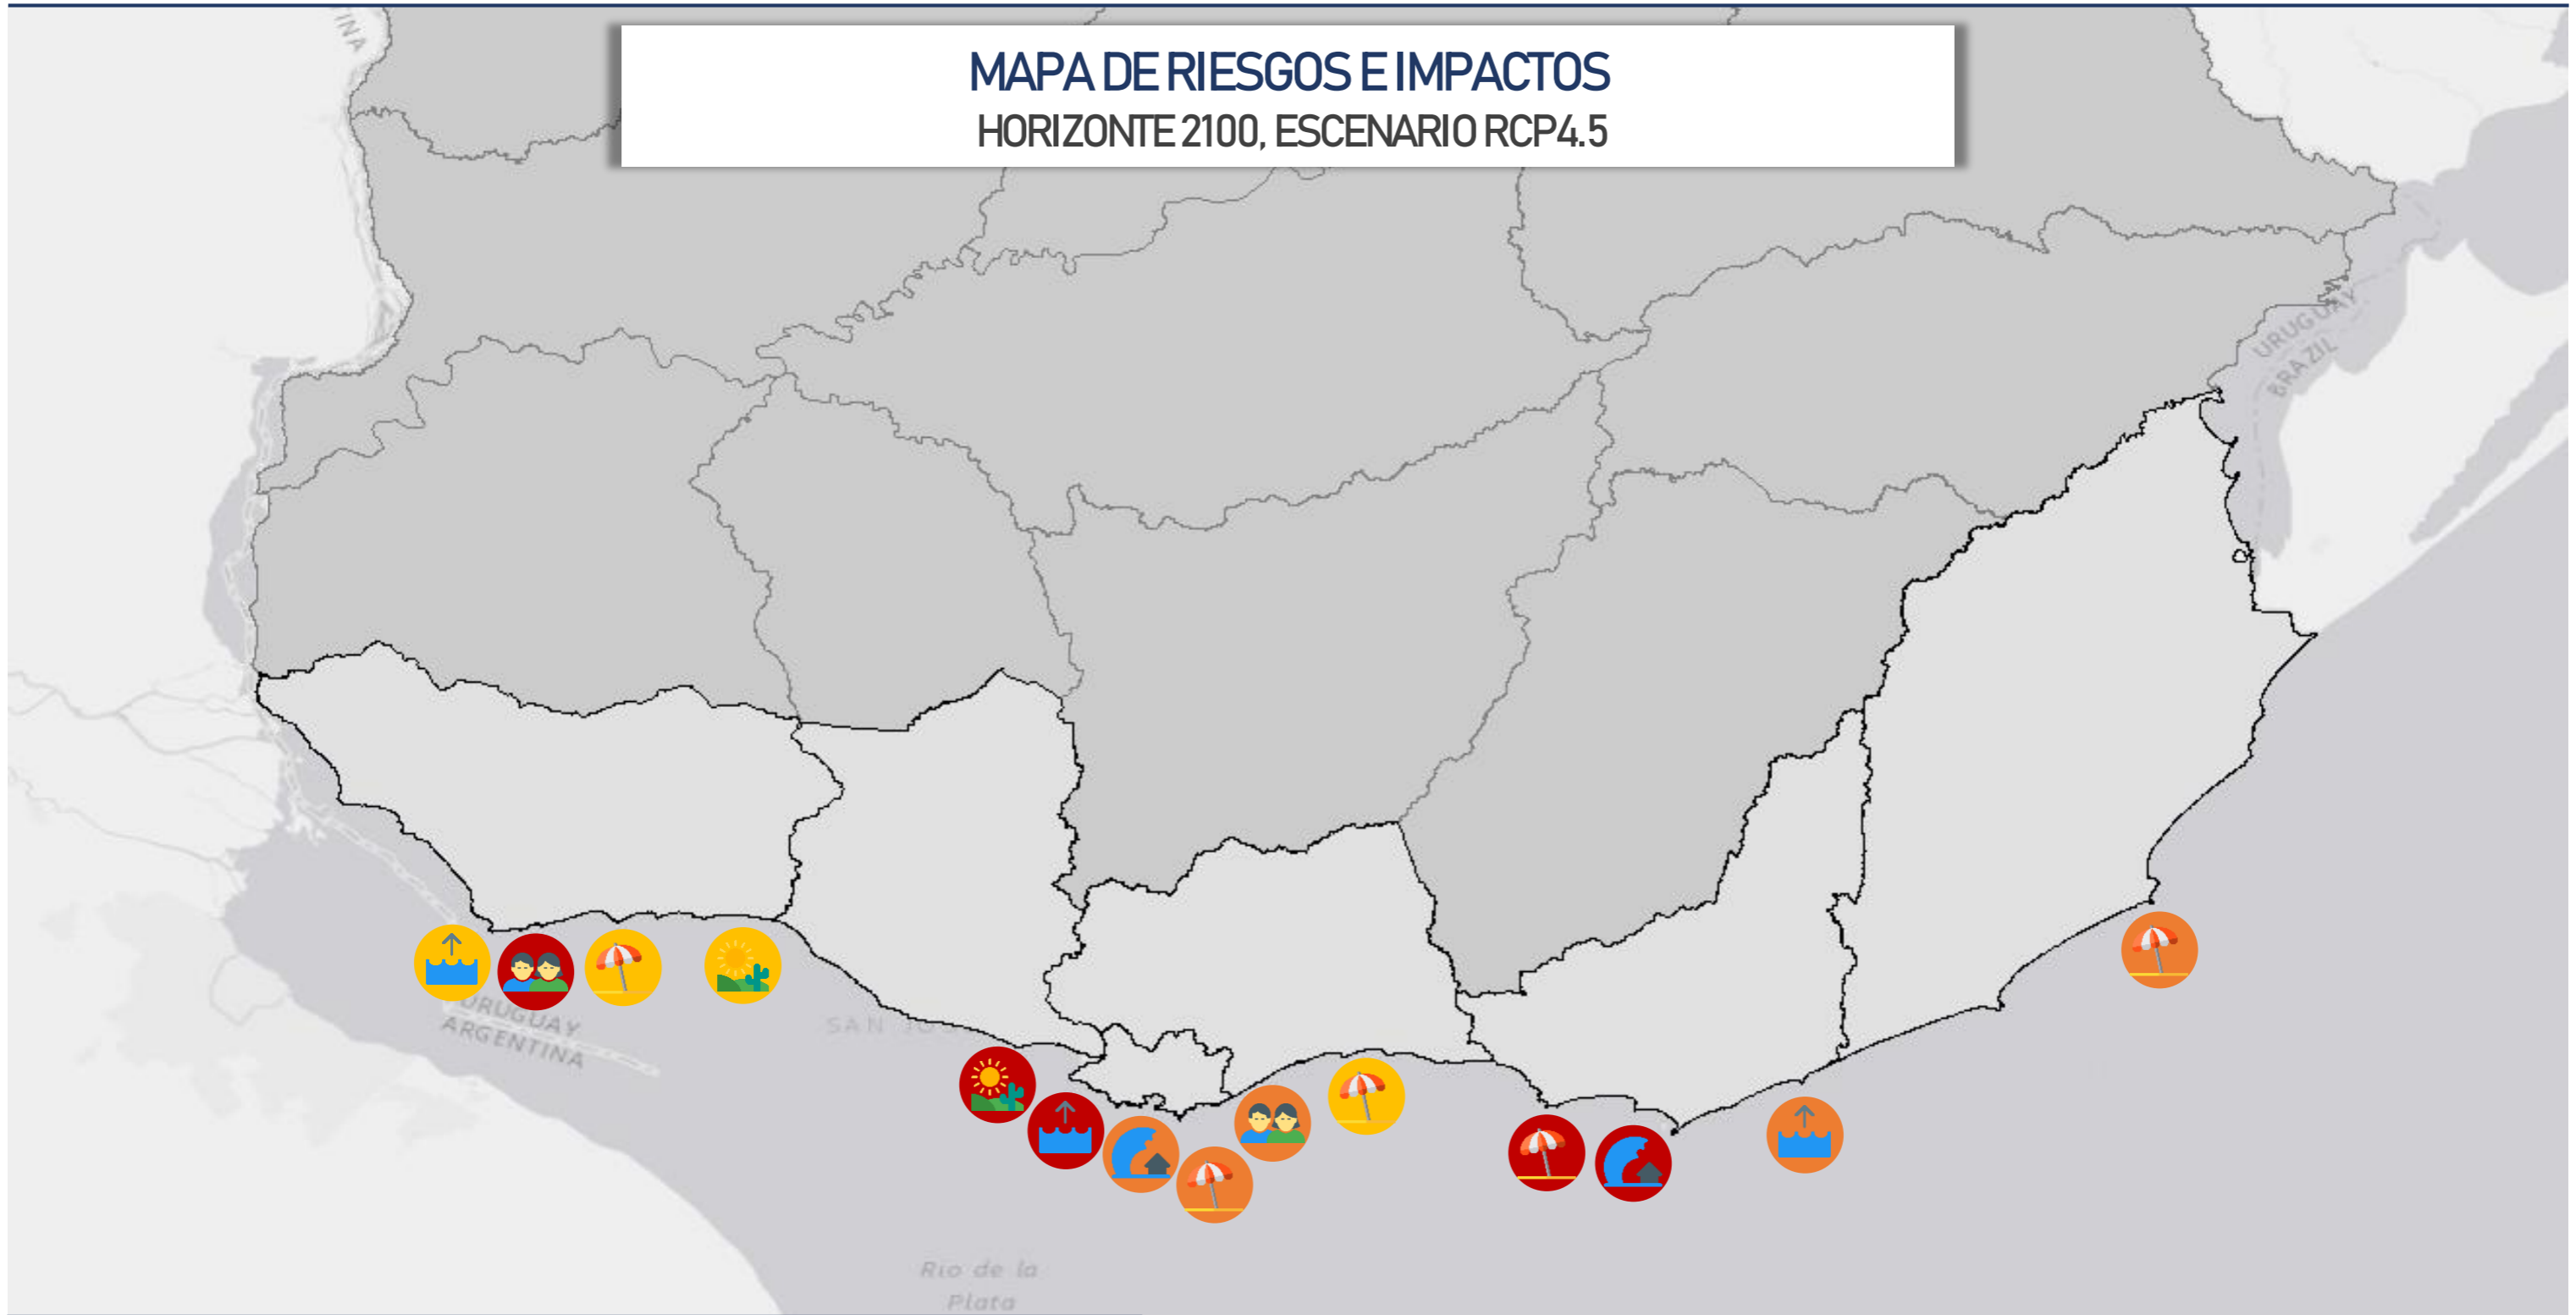 MAPA DE RIESGOS E IMPACTOS
HORIZONTE 2100, ESCENARIO RCP4.5
URUGUAY
BRAZIL
URUGUAY
ARGENTINA
Rio de la
Plata